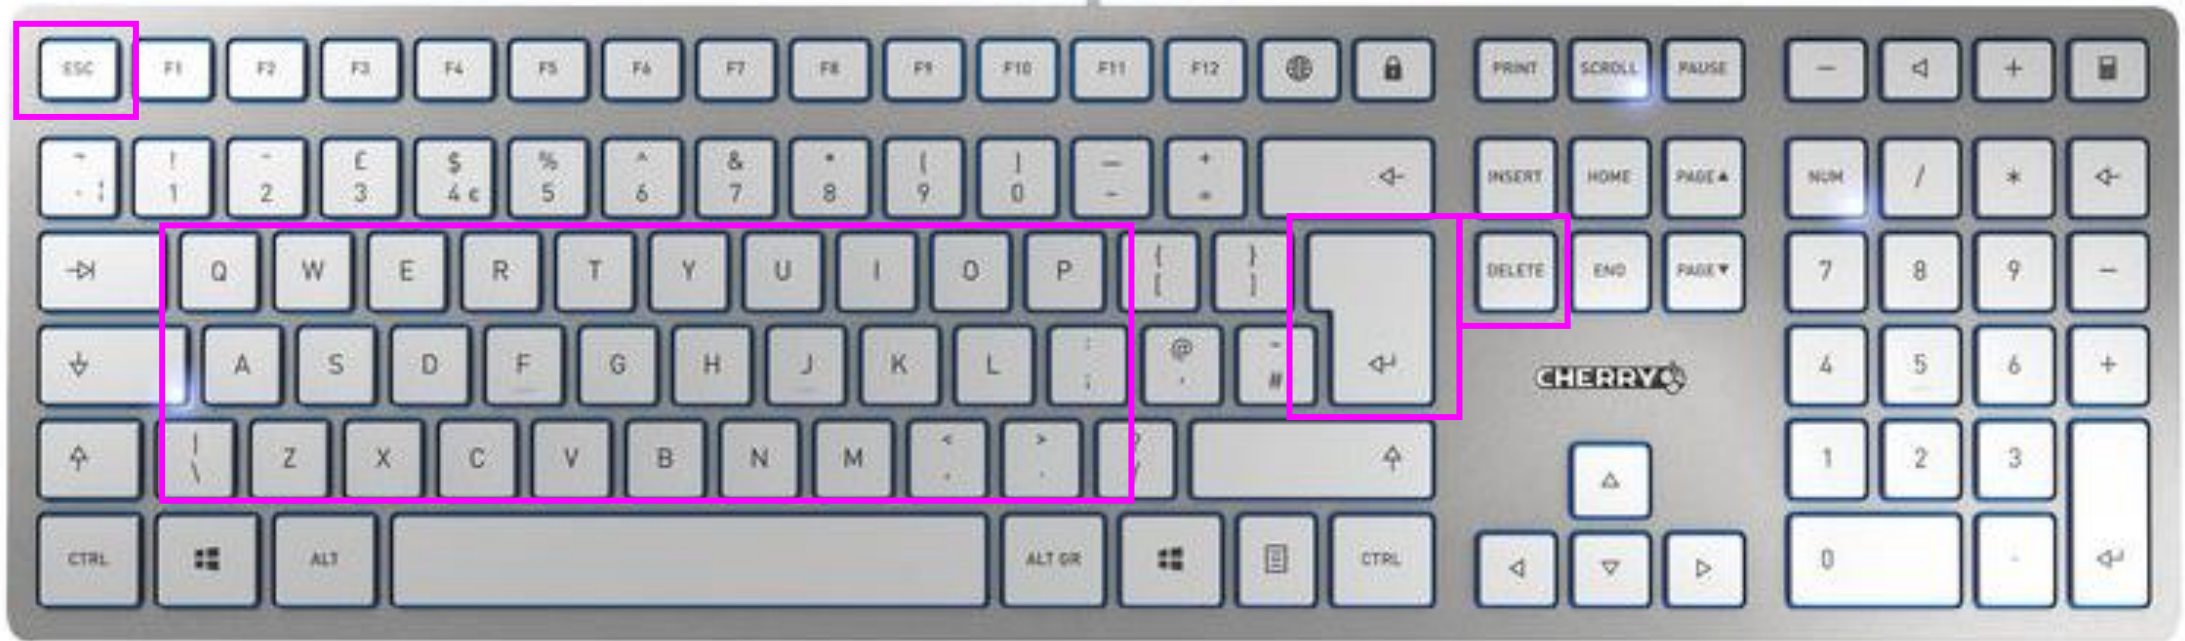 ESC F1 F2 F3 F4 F5 F6 F7 F8 F9 F10 F11 F12 PRINT SCROLL PAUSE - +
! " £ $ % ^ & * ( ) — +
1 2 3 4 € 5 6 7 8 9 0 - = INSERT HOME PAGE▲ NUM / *
Q W E R T Y U I O P { [ } ] DELETE END PAGE▼ 7 8 9 -
A S D F G H J K L : ; @ ' ~ # CHERRY 4 5 6 +
| \ Z X C V B N M < , > . ? / 1 2 3
CTRL ALT ALT GR CTRL 0 .